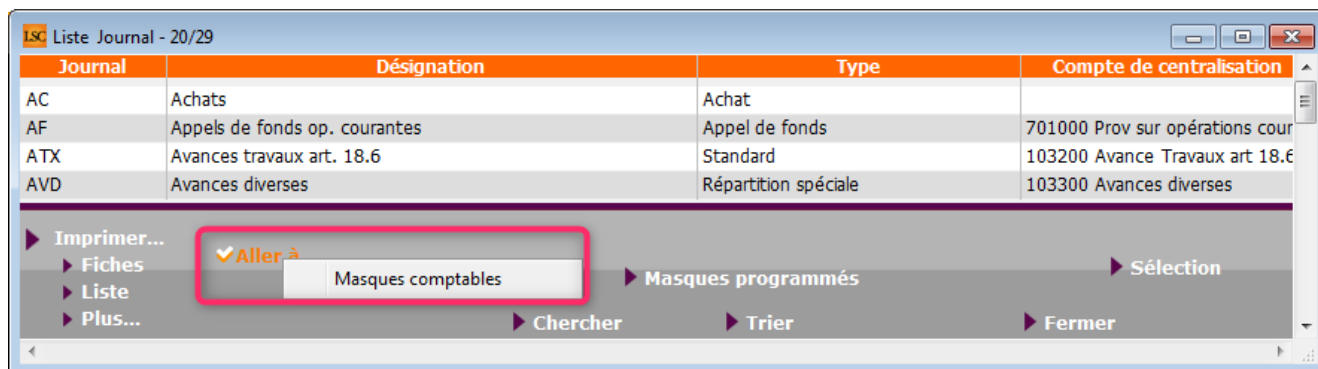 LSC Liste Journal - 20/29
Journal Désignation Type Compte de centralisation
AC Achats Achat
AF Appels de fonds op. courantes Appel de fonds 701000 Prov sur opérations cour
ATX Avances travaux art. 18.6 Standard 103200 Avance Travaux art 18.6
AVD Avances diverses Répartition spéciale 103300 Avances diverses
Imprimer...
Aller à
Fiches
Masques comptables
Masques programmés
Sélection
Liste
Plus...
Chercher
Trier
Fermer